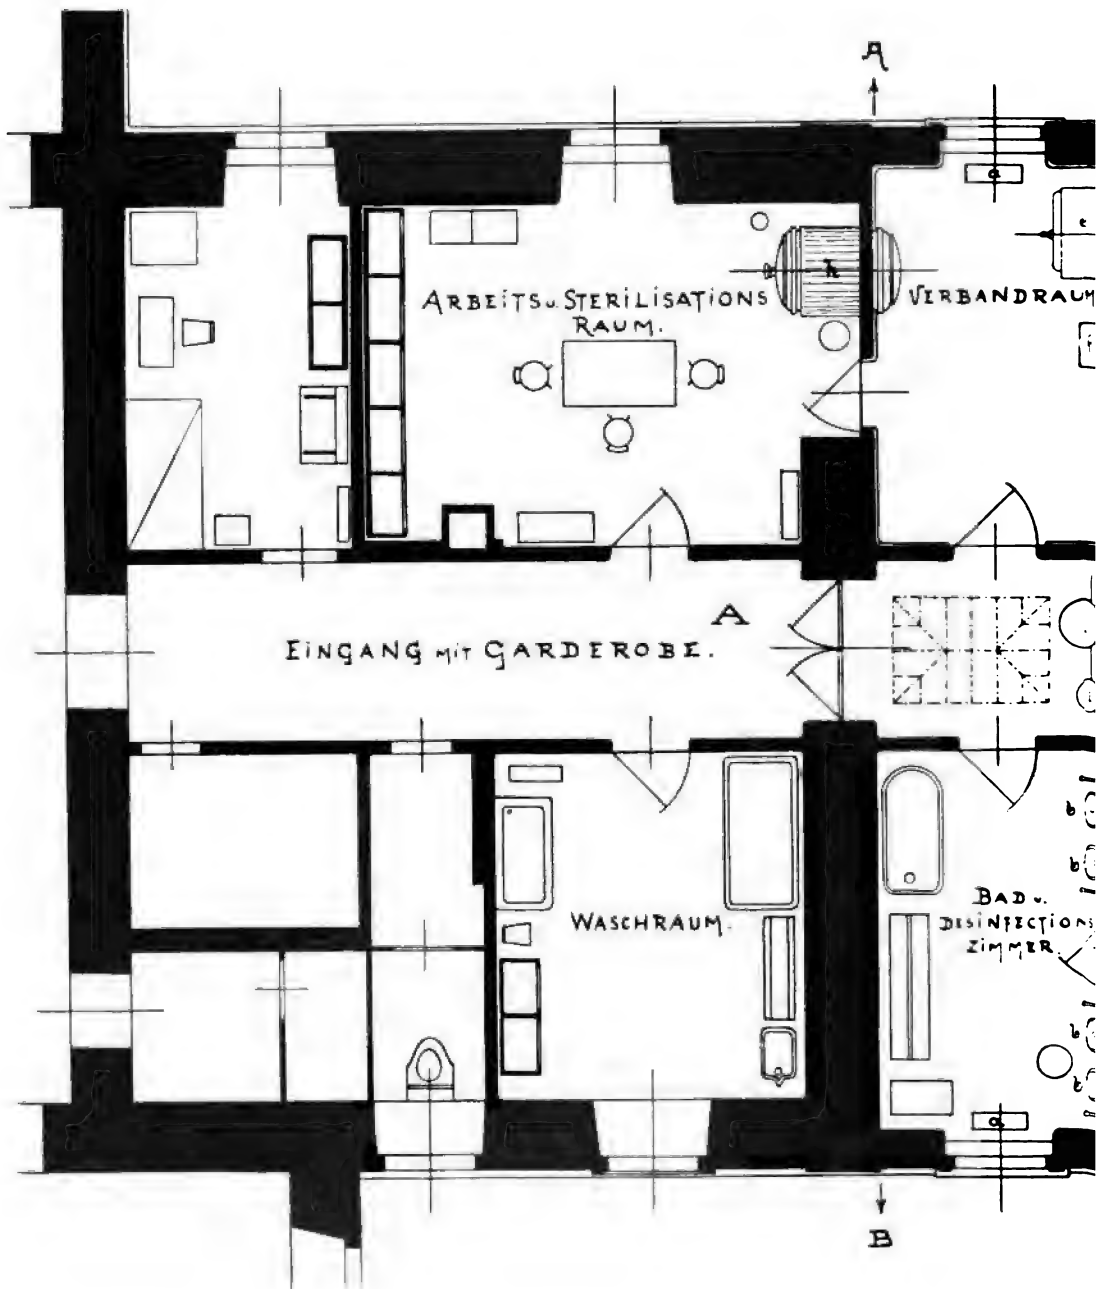 A
a
e
ARBEITS u. STERILISATIONS
RAUM.
h
VERBANDRAUM
f
A
EINGANG MIT GARDEROBE.
b
b
WASCHRAUM.
BAD u.
DESINFECTIONS
ZIMMER.
b
b
a
B